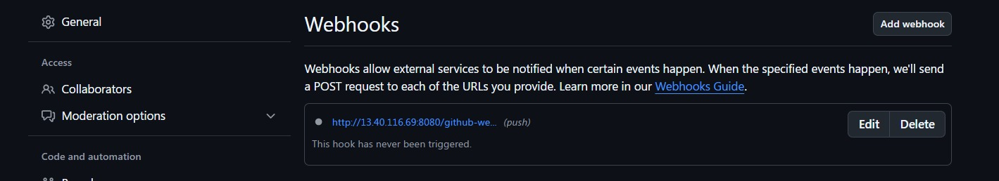 General
Access
Collaborators
Moderation options
Code and automation
Webhooks
Add webhook
Webhooks allow external services to be notified when certain events happen. When the specified events happen, we'll send
a POST request to each of the URLs you provide. Learn more in our Webhooks Guide.
http://13.40.116.69:8080/github-we... (push)
Edit Delete
This hook has never been triggered.